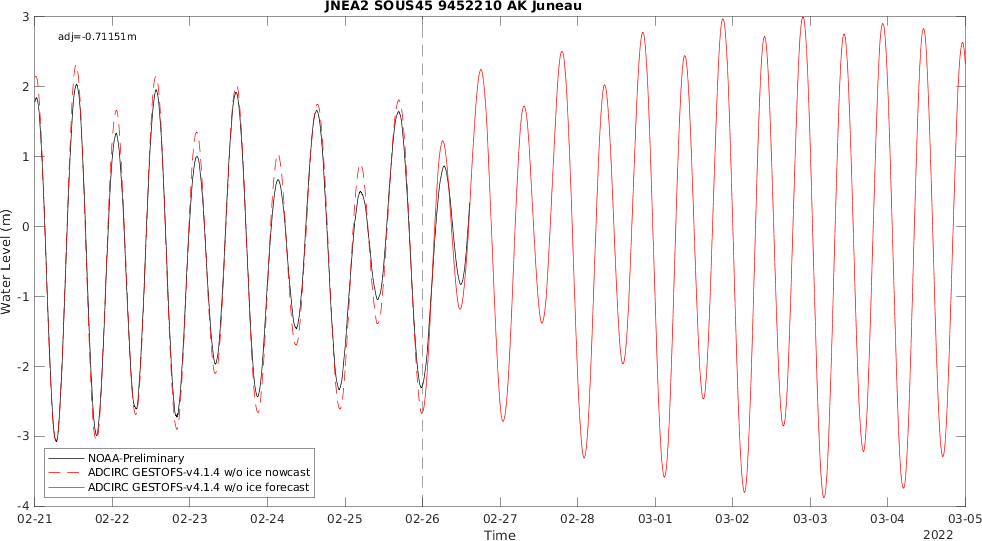 JNEA2 SOUS45 9452210 AK Juneau
adj=-0.71151m
3
2
1
0
-1
-2
-3
-4
Water Level (m)
NOAA-Preliminary
ADCIRC GESTOFS-v4.1.4 w/o ice nowcast
ADCIRC GESTOFS-v4.1.4 w/o ice forecast
02-21 02-22 02-23 02-24 02-25 02-26 02-27 02-28 03-01 03-02 03-03 03-04 03-05
Time
2022